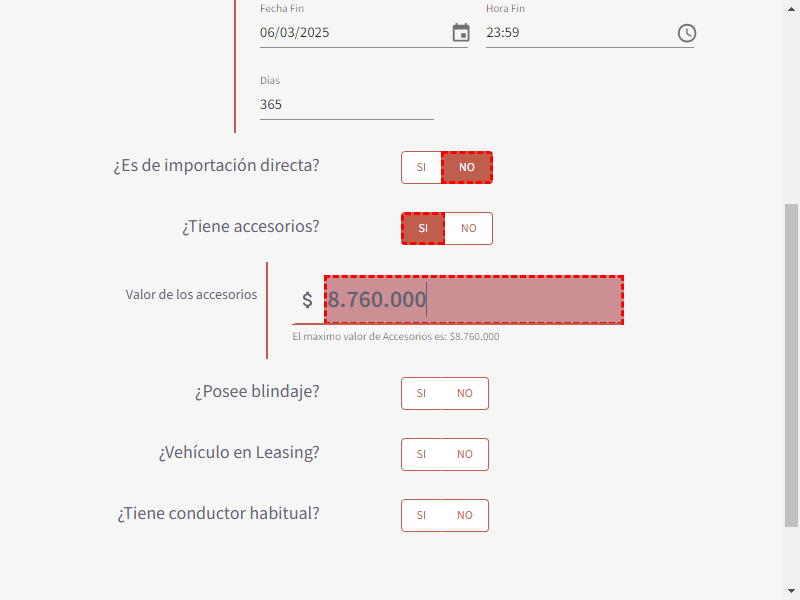 Fecha Fin Hora Fin
06/03/2025 23:59
Días
365
¿Es de importación directa? SI NO
¿Tiene accesorios? SI NO
Valor de los accesorios $ 8.760.000
El maximo valor de Accesorios es: $8.760.000
¿Posee blindaje? SI NO
¿Vehículo en Leasing? SI NO
¿Tiene conductor habitual? SI NO